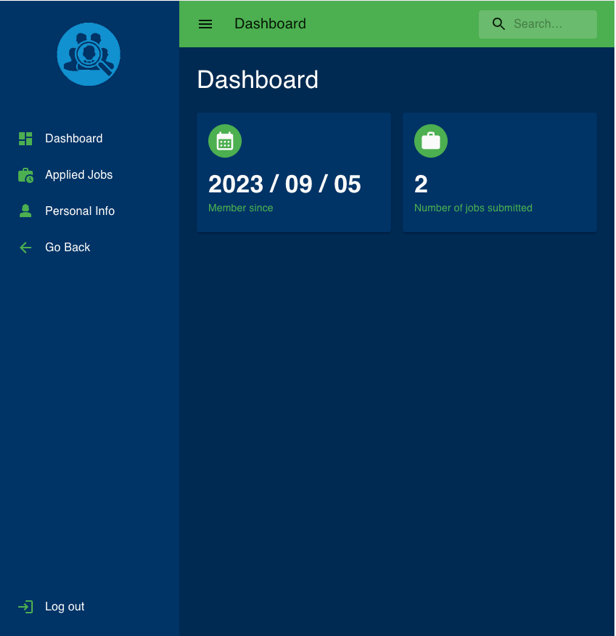 Dashboard
Search...
Dashboard
Applied Jobs
Personal Info
Go Back
Log out
Dashboard
2023 / 09 / 05
Member since
2
Number of jobs submitted